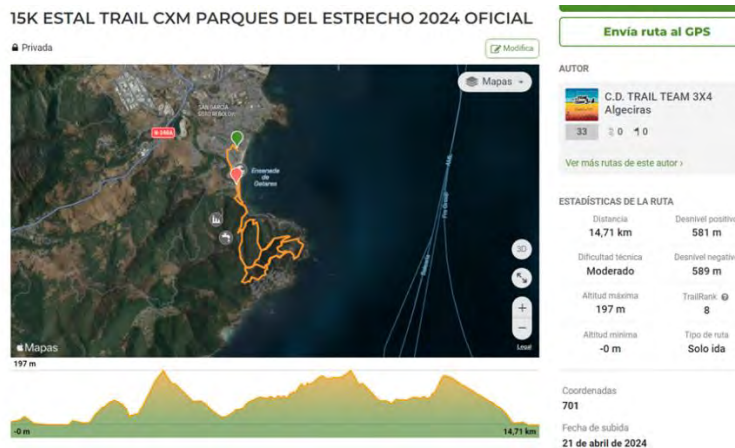 15K ESTAL TRAIL CXM PARQUES DEL ESTRECHO 2024 OFICIAL
Privada
Modifica
Mapas
SAN GARCÍA
N-340A
Ensenada
de
Getares
3D
+
−
Mapas
Legal
197 m
-0 m
14,71 km
Envía ruta al GPS
AUTOR
C.D. TRAIL TEAM 3X4
Algeciras
33 2 0 0
Ver más rutas de este autor ›
ESTADÍSTICAS DE LA RUTA
Distancia Desnivel positivo
14,71 km 581 m
Dificultad técnica Desnivel negativo
Moderado 589 m
Altitud máxima TrailRank
197 m 8
Altitud mínima Tipo de ruta
-0 m Solo ida
Coordenadas
701
Fecha de subida
21 de abril de 2024